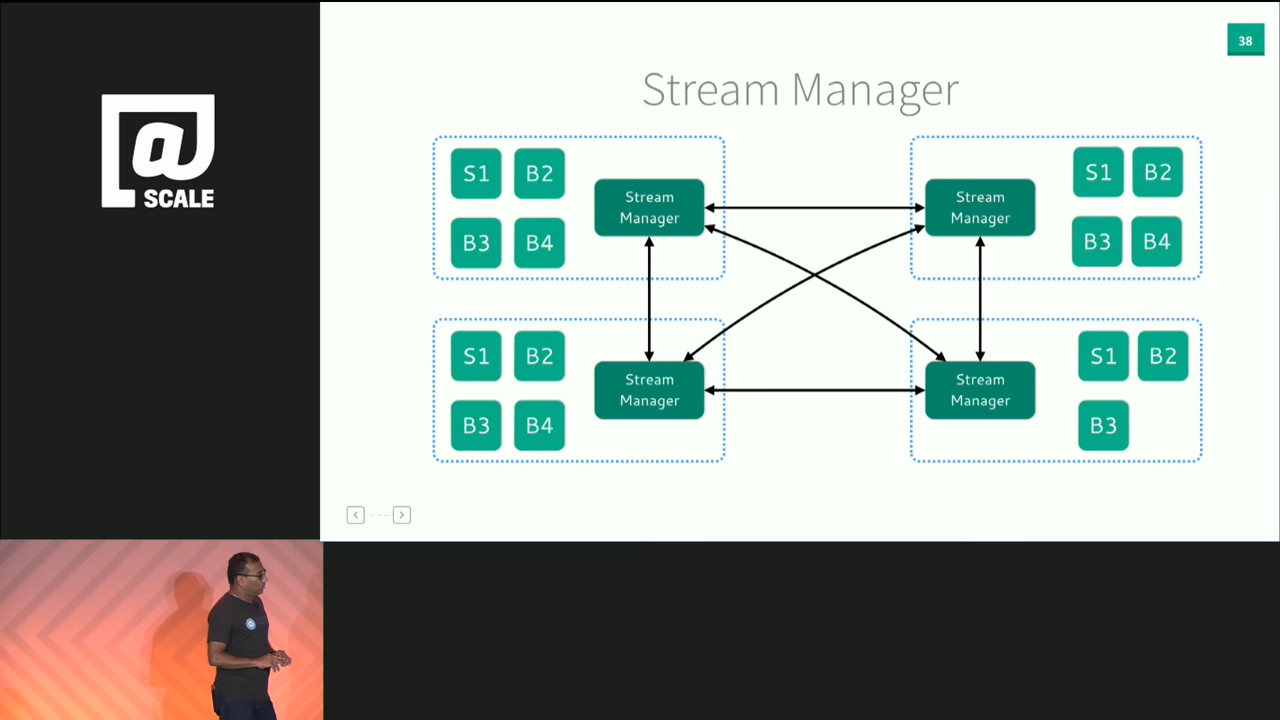 @
SCALE
38
Stream Manager
S1 B2
B3 B4
Stream
Manager
Stream
Manager
S1 B2
B3 B4
S1 B2
B3 B4
Stream
Manager
Stream
Manager
S1 B2
B3